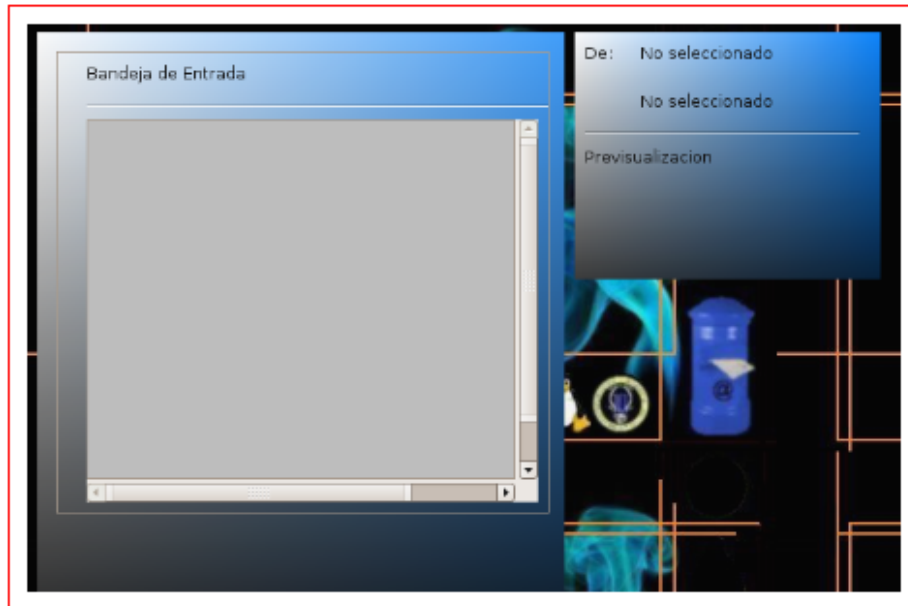 Bandeja de Entrada
De: No seleccionado
No seleccionado
Previsualizacion
@